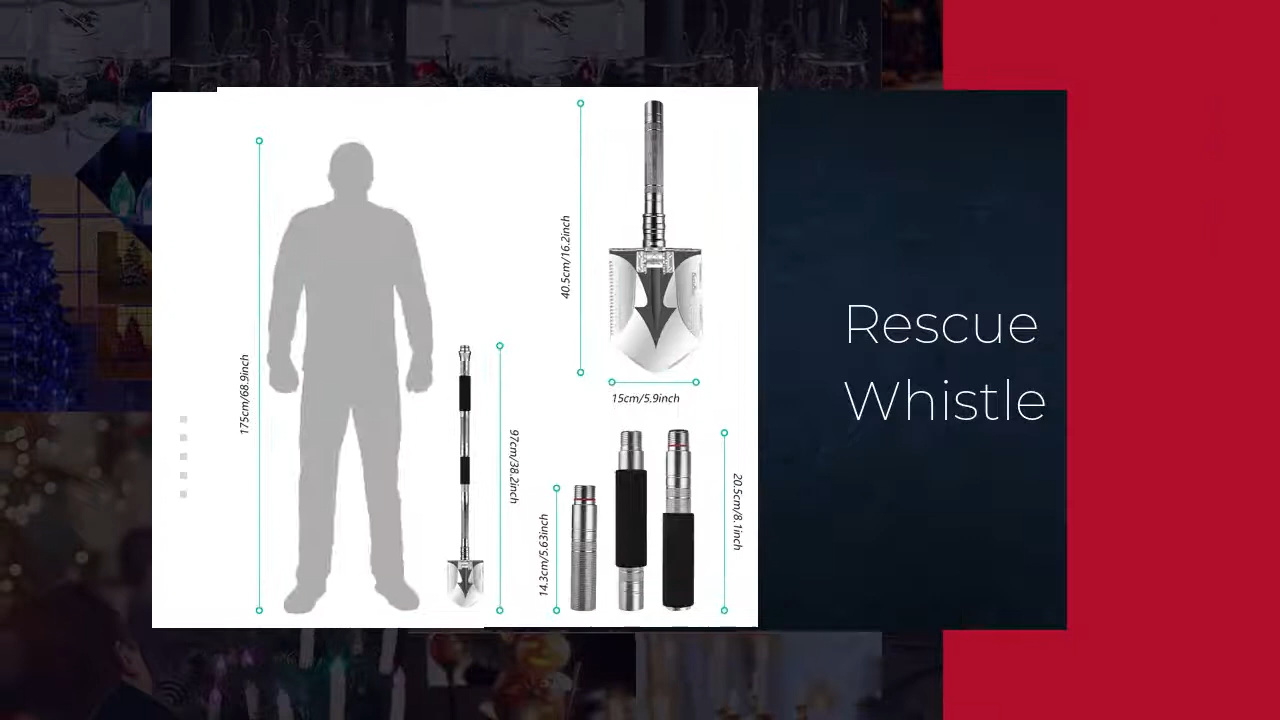 175cm/68.9inch
97cm/38.2inch
40.5cm/16.2inch
15cm/5.9inch
14.3cm/5.63inch
20.5cm/8.1inch
Rescue
Whistle